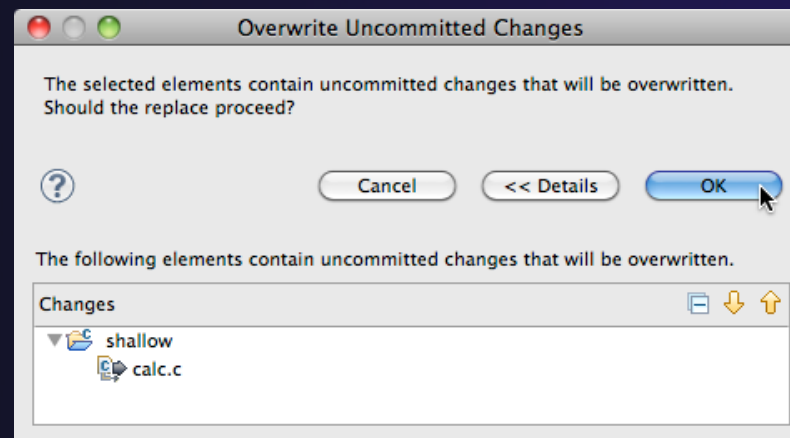 Overwrite Uncommitted Changes
The selected elements contain uncommitted changes that will be overwritten.
Should the replace proceed?
?
Cancel
<< Details
OK
The following elements contain uncommitted changes that will be overwritten.
Changes
shallow
calc.c